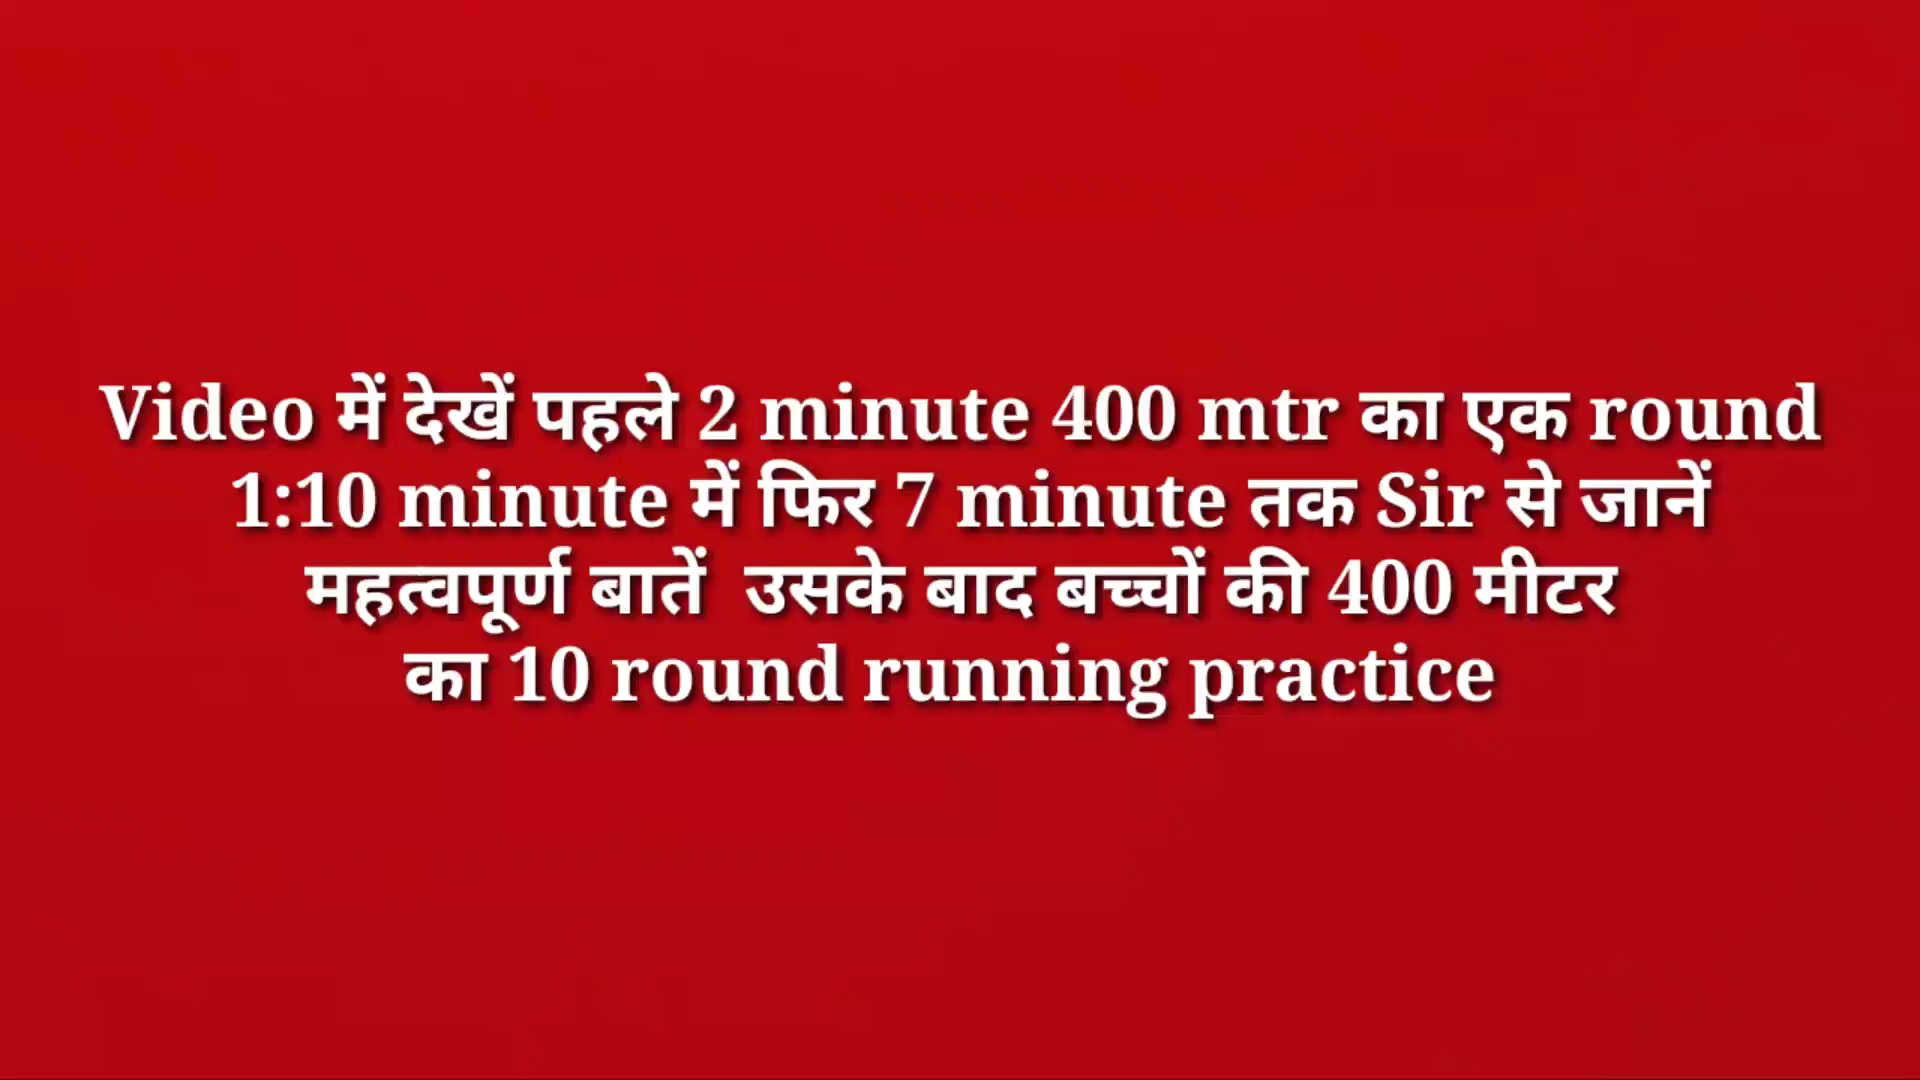 Video में देखें पहले 2 minute 400 mtr का एक round
1:10 minute में फिर 7 minute तक Sir से जानें
महत्वपूर्ण बातें  उसके बाद बच्चों की 400 मीटर
का 10 round running practice